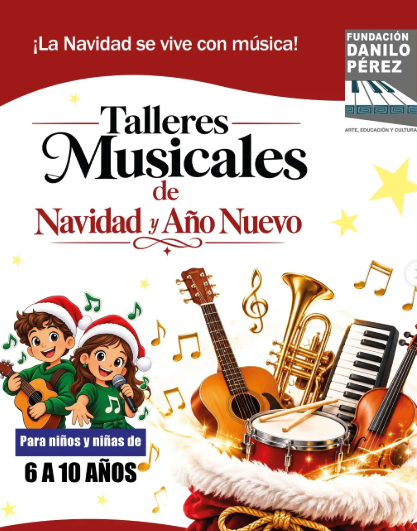 ¡La Navidad se vive con música!
FUNDACIÓN
DANILO
PÉREZ
ARTE, EDUCACIÓN Y CULTURA
Talleres
Musicales
de
Navidad y Año Nuevo
Para niños y niñas de
6 A 10 AÑOS